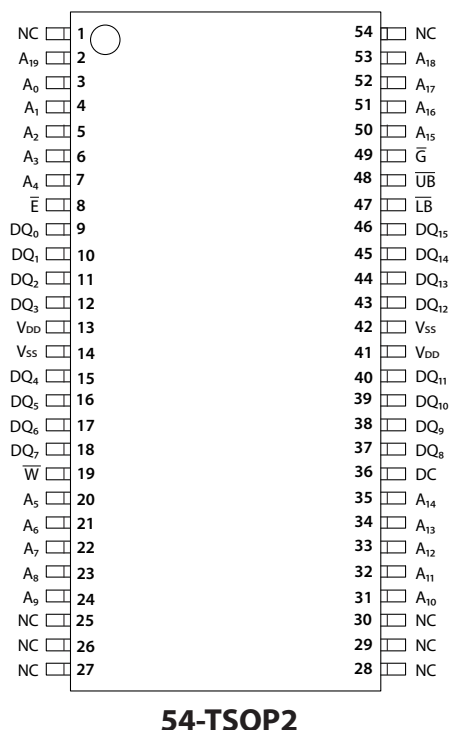 NC 1 54 NC
A₁₉ 2 53 A₁₈
A₀ 3 52 A₁₇
A₁ 4 51 A₁₆
A₂ 5 50 A₁₅
A₃ 6 49 G̅
A₄ 7 48 U̅B̅
E̅ 8 47 L̅B̅
DQ₀ 9 46 DQ₁₅
DQ₁ 10 45 DQ₁₄
DQ₂ 11 44 DQ₁₃
DQ₃ 12 43 DQ₁₂
VDD 13 42 Vss
Vss 14 41 VDD
DQ₄ 15 40 DQ₁₁
DQ₅ 16 39 DQ₁₀
DQ₆ 17 38 DQ₉
DQ₇ 18 37 DQ₈
W̅ 19 36 DC
A₅ 20 35 A₁₄
A₆ 21 34 A₁₃
A₇ 22 33 A₁₂
A₈ 23 32 A₁₁
A₉ 24 31 A₁₀
NC 25 30 NC
NC 26 29 NC
NC 27 28 NC
54-TSOP2